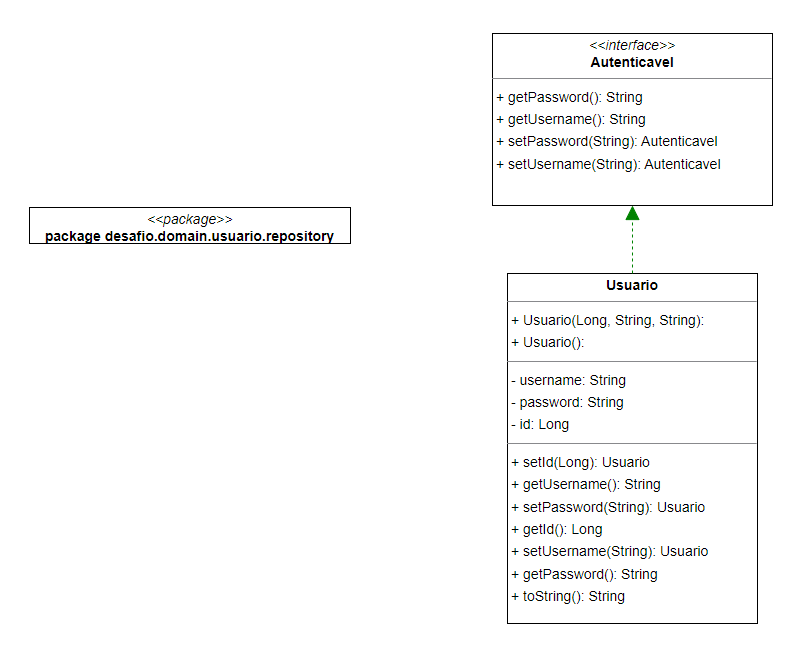 <<interface>>
Autenticavel
+ getPassword(): String
+ getUsername(): String
+ setPassword(String): Autenticavel
+ setUsername(String): Autenticavel
<<package>>
package desafio.domain.usuario.repository
Usuario
+ Usuario(Long, String, String):
+ Usuario():
- username: String
- password: String
- id: Long
+ setId(Long): Usuario
+ getUsername(): String
+ setPassword(String): Usuario
+ getId(): Long
+ setUsername(String): Usuario
+ getPassword(): String
+ toString(): String